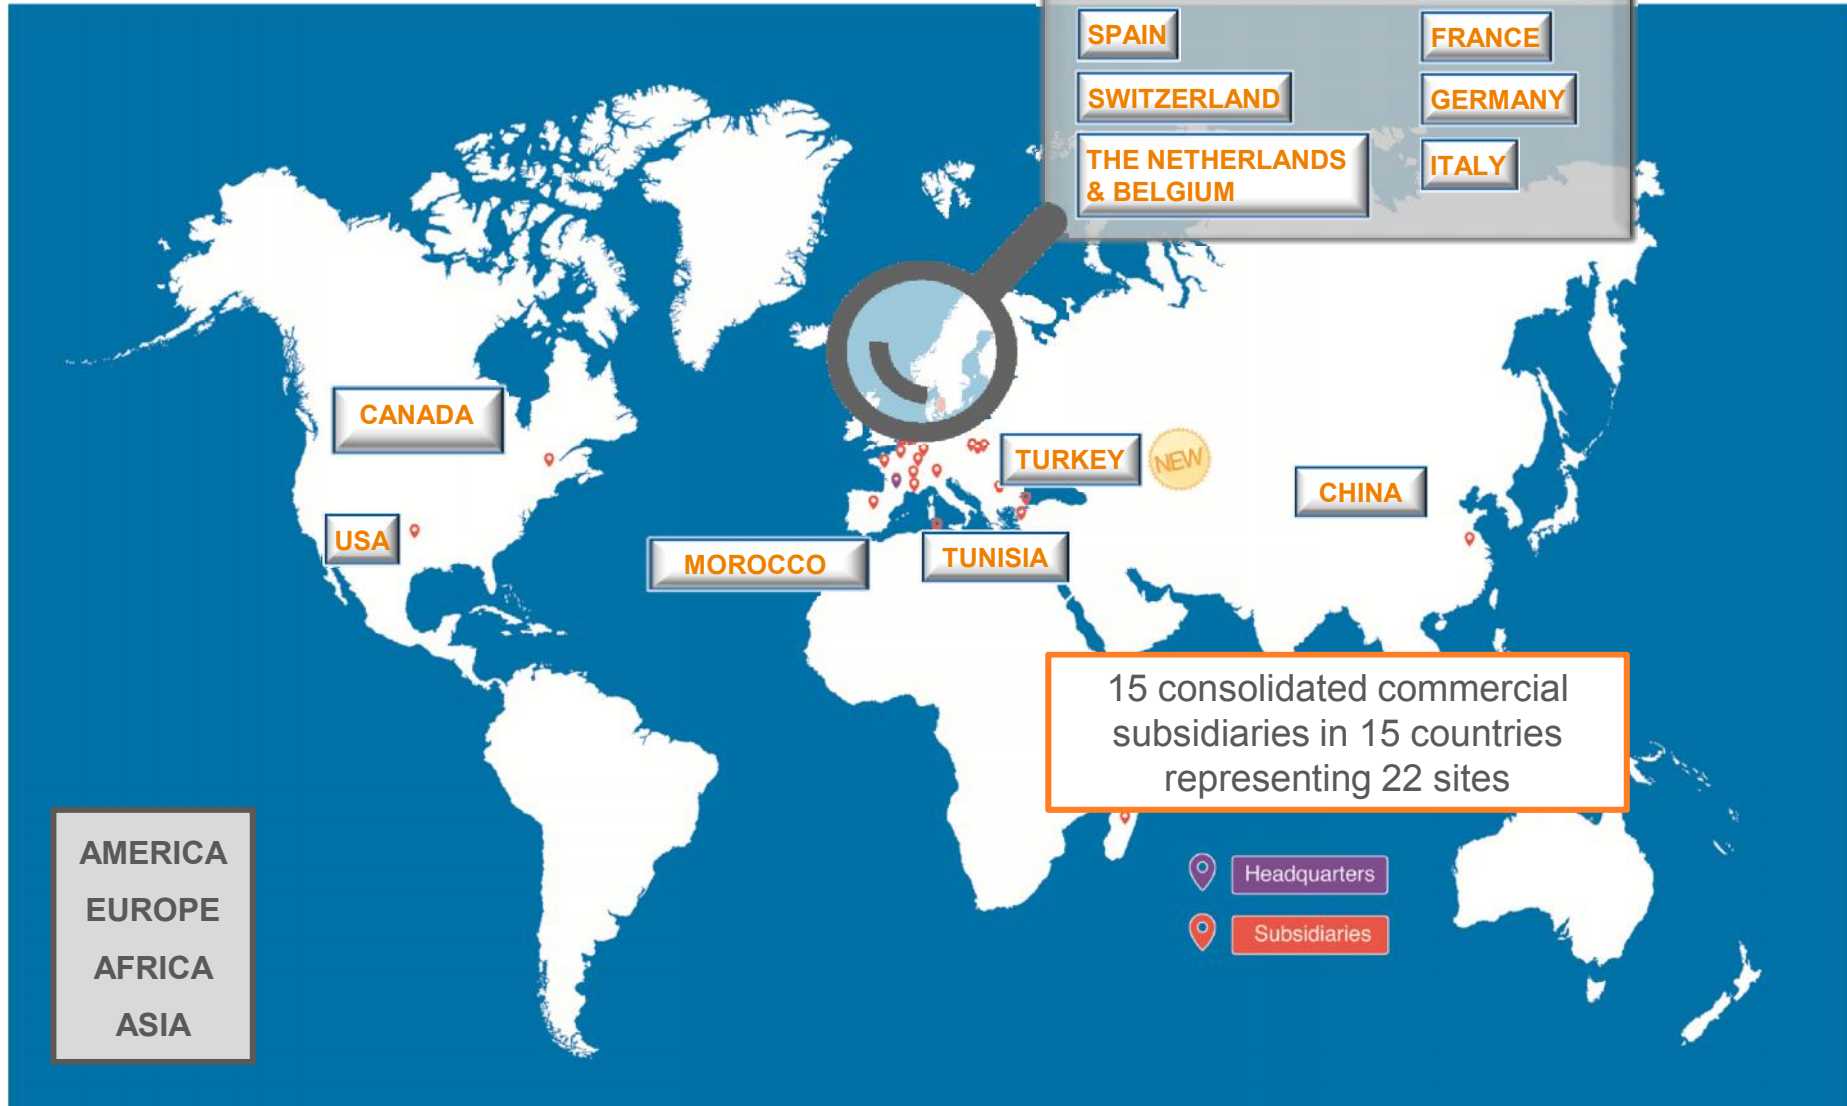 SPAIN
FRANCE
SWITZERLAND
GERMANY
THE NETHERLANDS
& BELGIUM
ITALY
CANADA
TURKEY
NEW
CHINA
USA
MOROCCO
TUNISIA
15 consolidated commercial
subsidiaries in 15 countries
representing 22 sites
AMERICA
EUROPE
AFRICA
ASIA
Headquarters
Subsidiaries